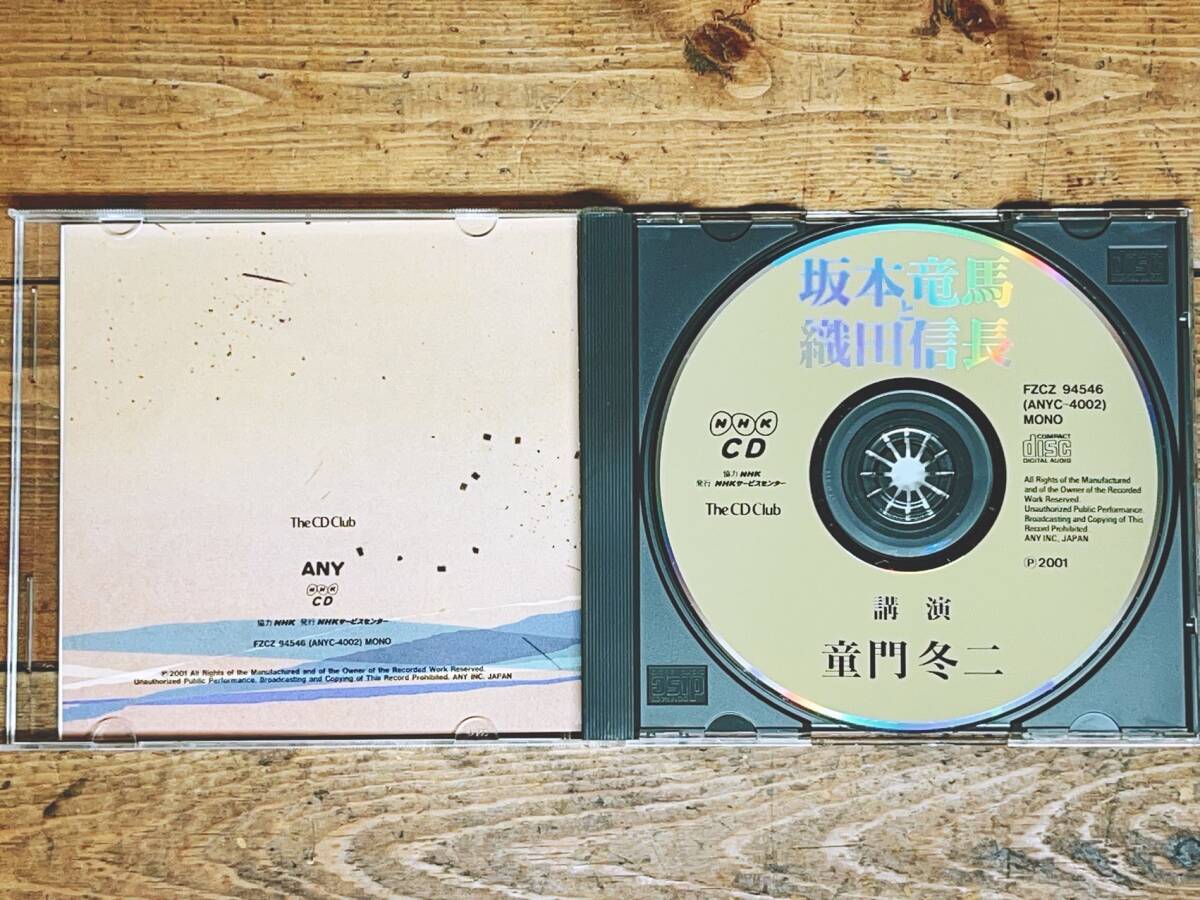 The CD Club
ANY
NHK
CD
協力 NHK 発行 NHKサービスセンター
FZCZ 94546 (ANYC-4002) MONO
℗2001 All Rights of the Manufactured and of the Owner of the Recorded Work Reserved.
Unauthorized Public Performance, Broadcasting and Copying of This Record Prohibited. ANY INC. JAPAN
坂本竜馬
と
織田信長
NHK
CD
協力 NHK
発行 NHKサービスセンター
The CD Club
FZCZ 94546
(ANYC-4002)
MONO
COMPACT
disc
DIGITAL AUDIO
All Rights of the Manufactured
and of the Owner of the Recorded
Work Reserved.
Unauthorized Public Performance.
Broadcasting and Copying of This
Record Prohibited.
ANY INC, JAPAN
℗2001
講演
童門冬二